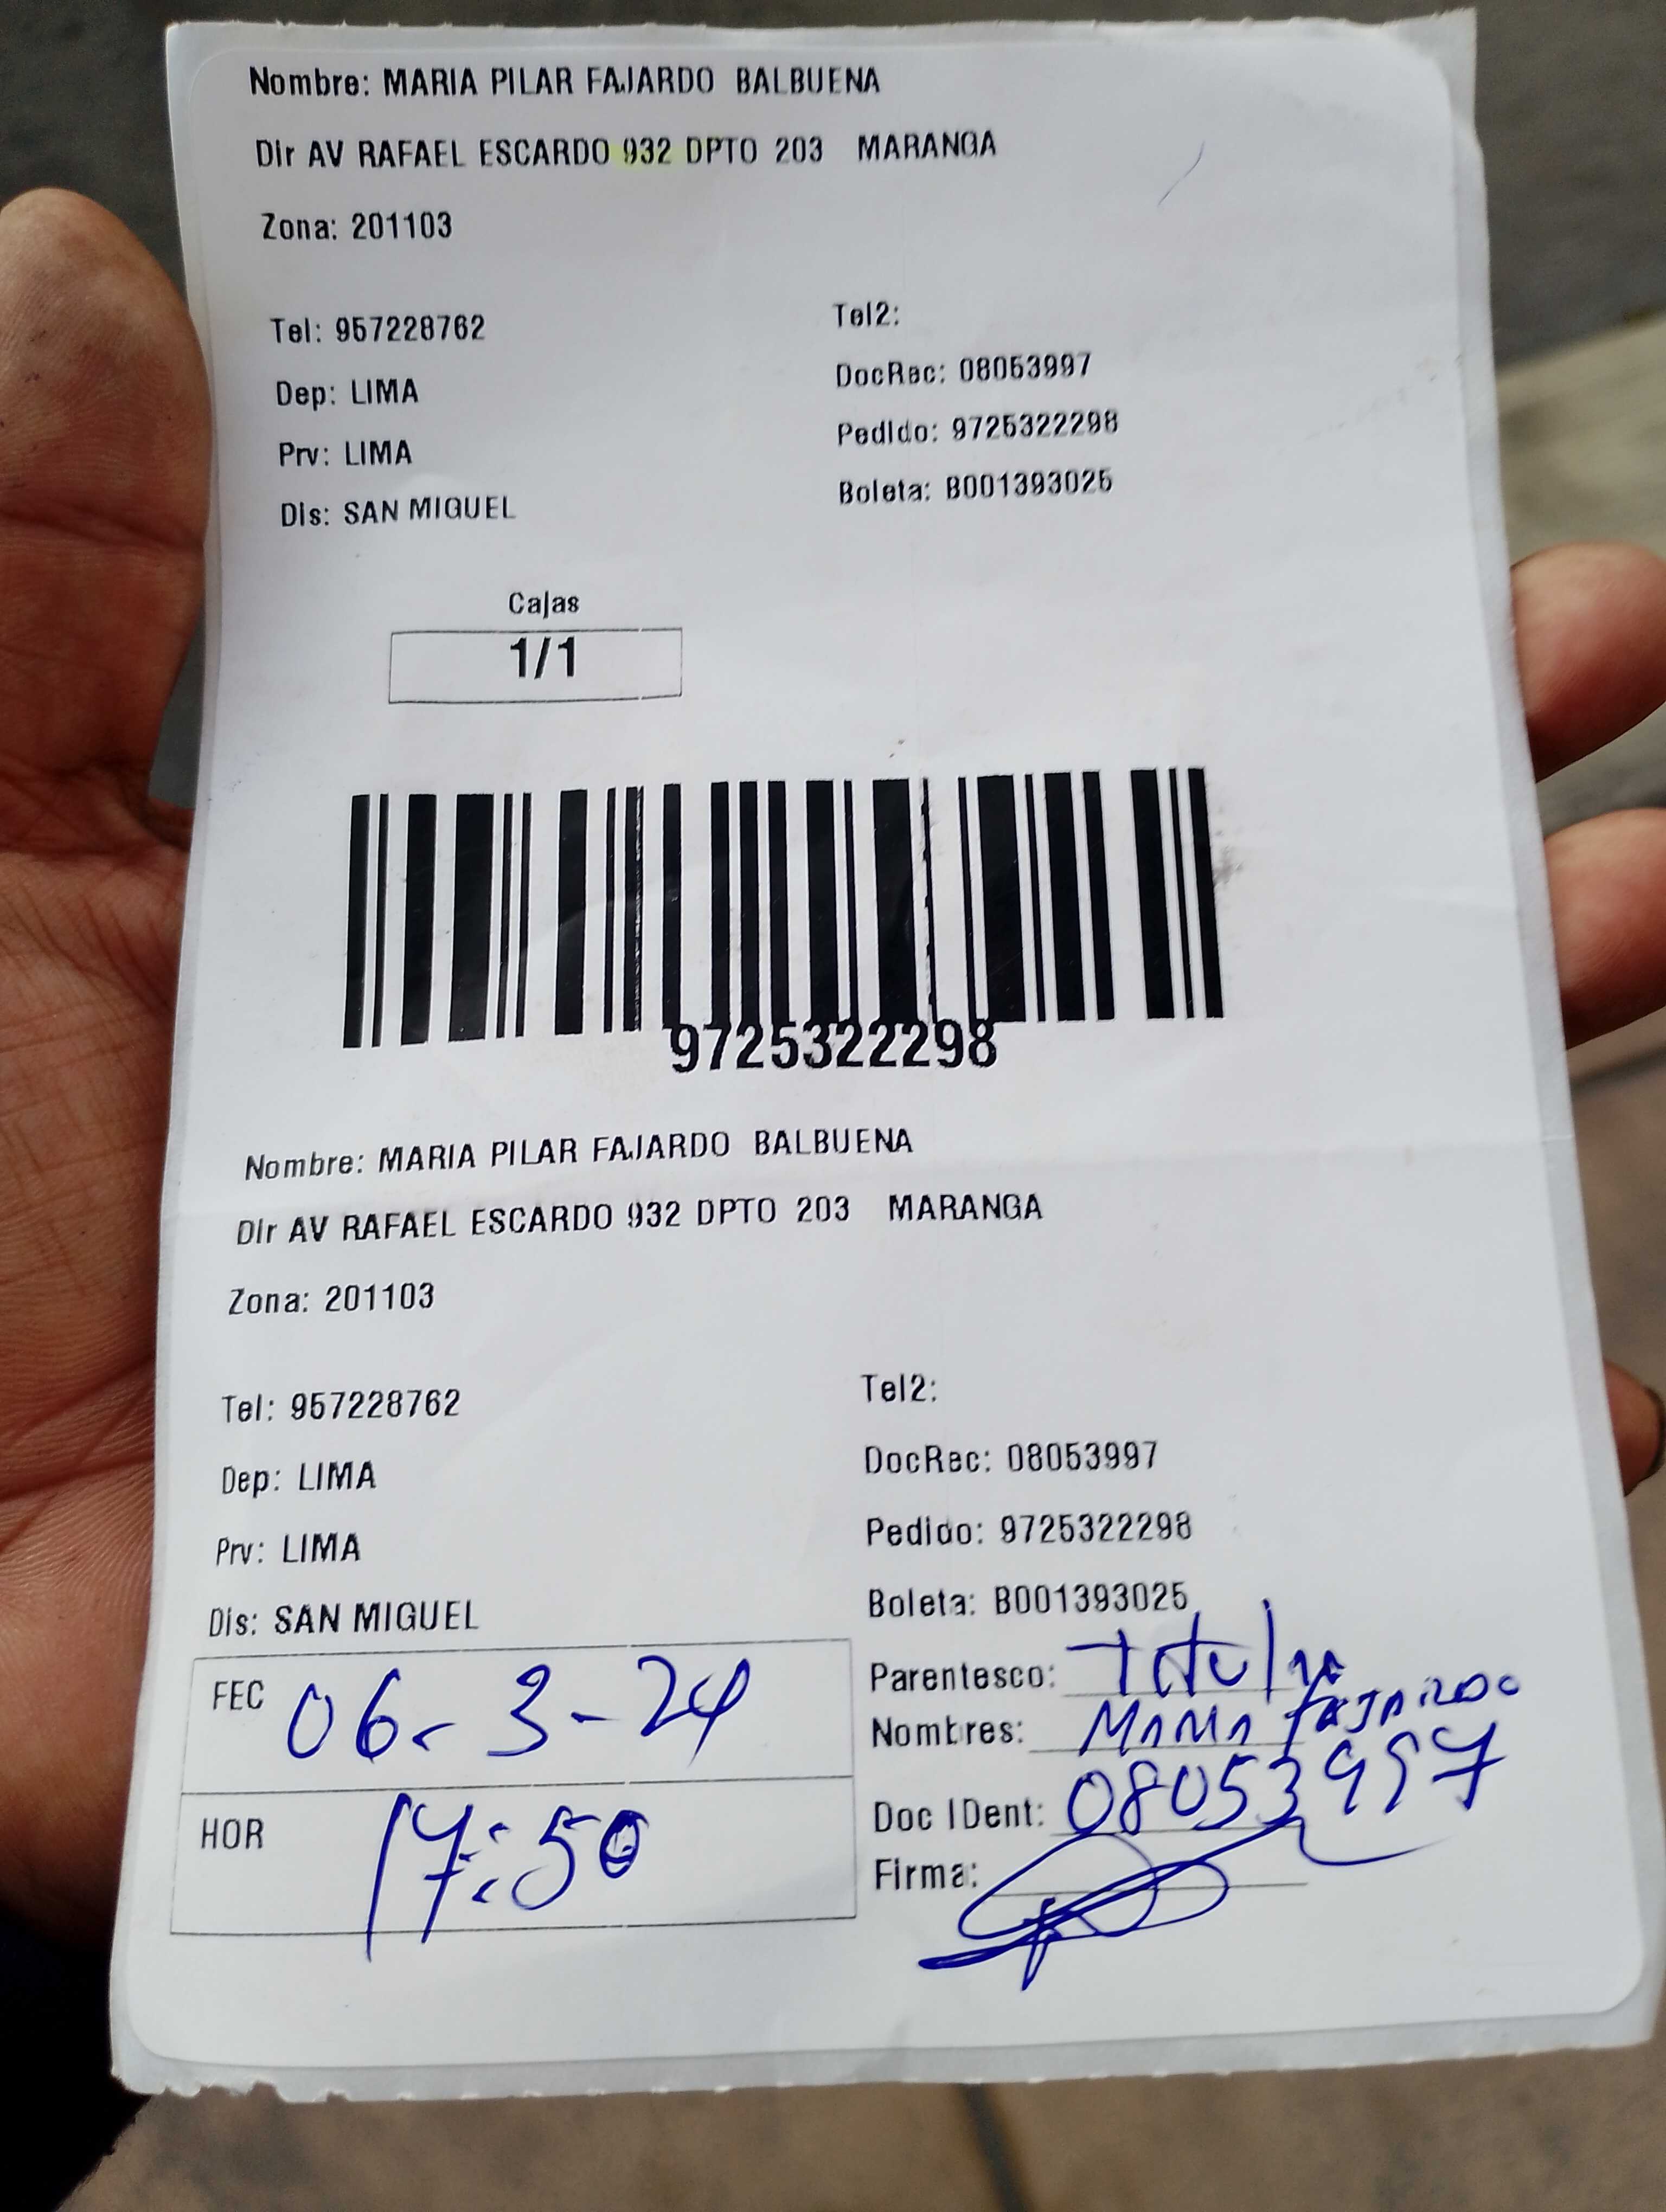 Nombre: MARIA PILAR FAJARDO BALBUENA
Dir AV RAFAEL ESCARDO 932 DPTO 203 MARANGA
Zona: 201103
Tel: 957228762
Tel2:
Dep: LIMA
DocRec: 08053997
Prv: LIMA
Pedido: 9725322298
Dis: SAN MIGUEL
Boleta: B001393025
Cajas
1/1
9725322298
Nombre: MARIA PILAR FAJARDO BALBUENA
Dir AV RAFAEL ESCARDO 932 DPTO 203 MARANGA
Zona: 201103
Tel: 957228762
Tel2:
Dep: LIMA
DocRec: 08053997
Prv: LIMA
Pedido: 9725322298
Dis: SAN MIGUEL
Boleta: B001393025
FEC 06-3-24
HOR 17:50
Parentesco: Titular
Nombres: MARIA FAJARDO
Doc IDent: 08053997
Firma: